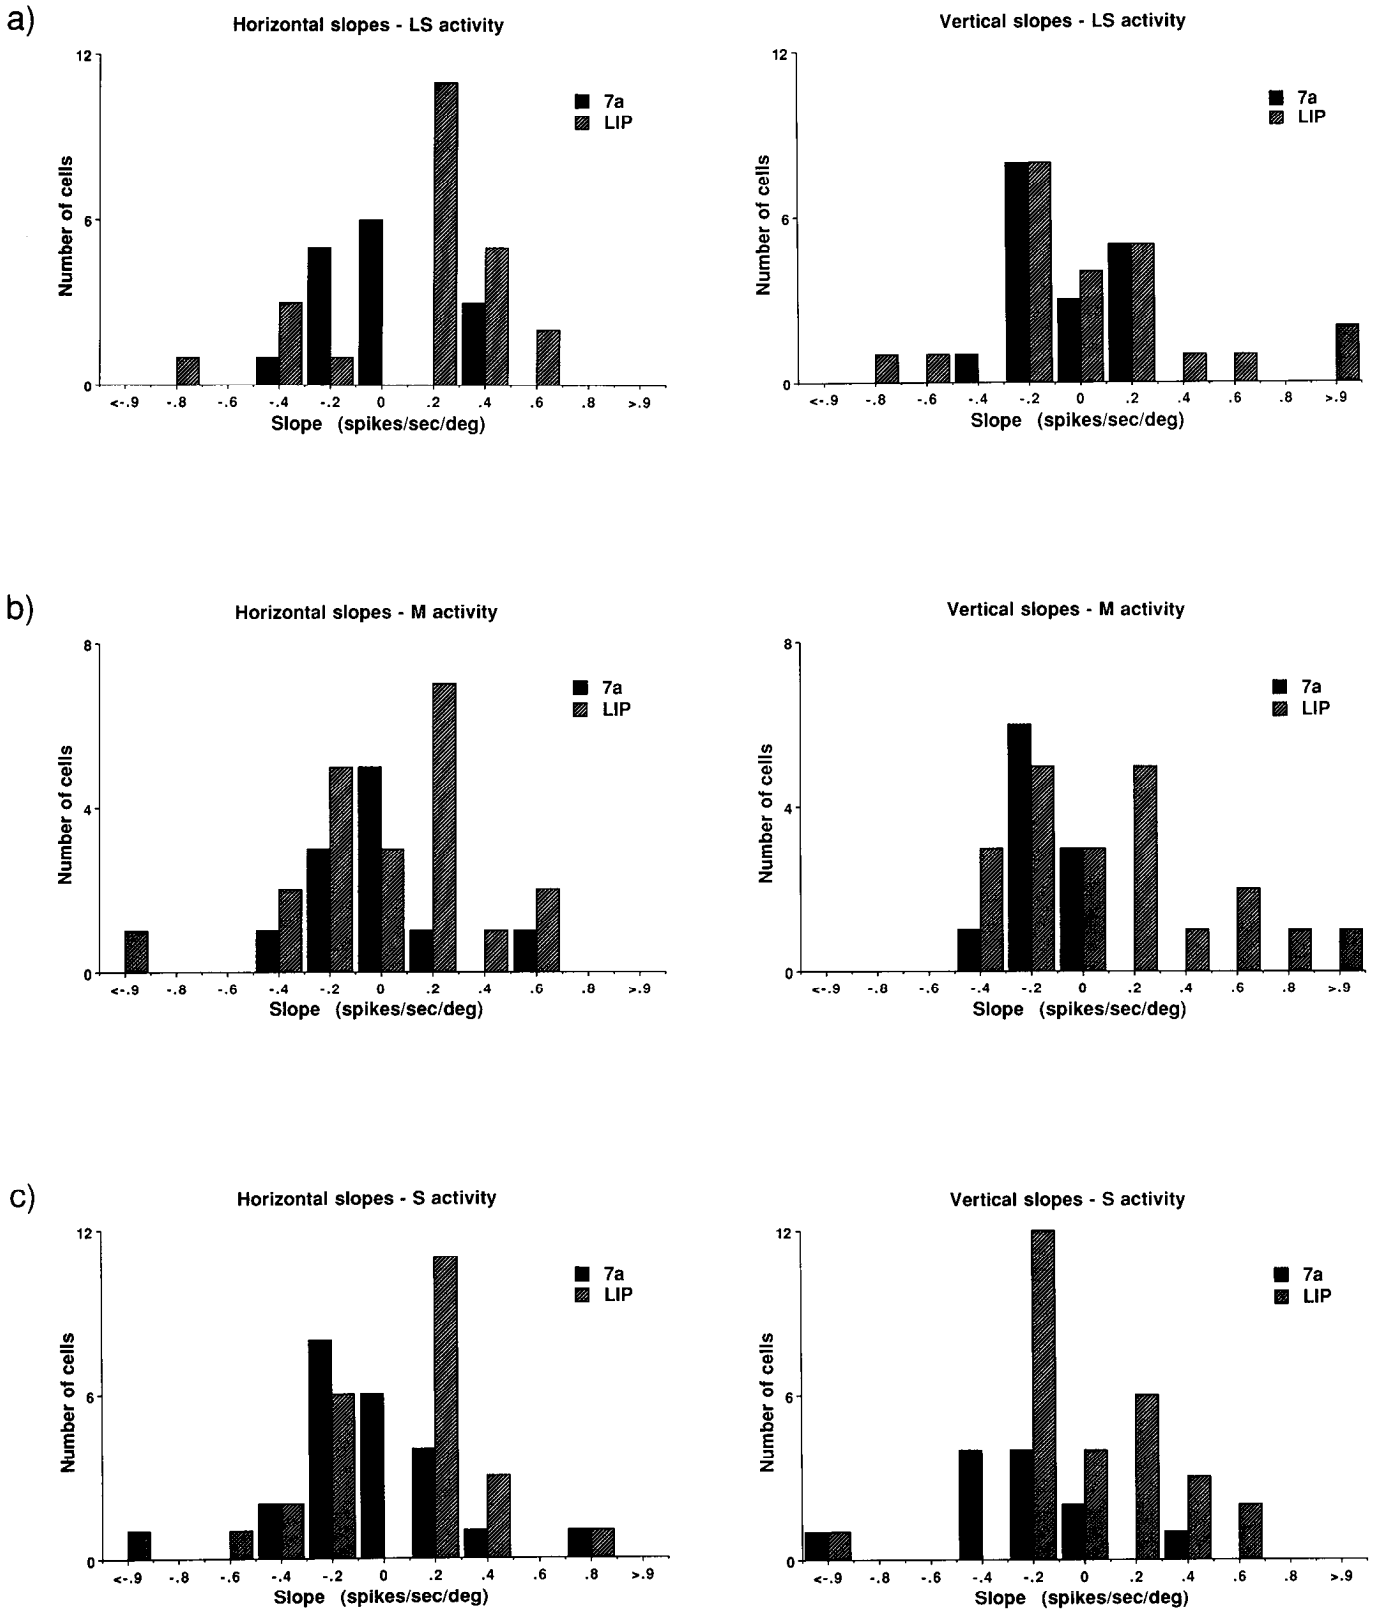 a)
Horizontal slopes - LS activity
12
6
0
Number of cells
7a
LIP
<-.9 -.8 -.6 -.4 -.2 0 .2 .4 .6 .8 >.9
Slope (spikes/sec/deg)
Vertical slopes - LS activity
12
6
0
Number of cells
7a
LIP
<-.9 -.8 -.6 -.4 -.2 0 .2 .4 .6 .8 >.9
Slope (spikes/sec/deg)
b)
Horizontal slopes - M activity
8
4
0
Number of cells
7a
LIP
<-.9 -.8 -.6 -.4 -.2 0 .2 .4 .6 .8 >.9
Slope (spikes/sec/deg)
Vertical slopes - M activity
8
4
0
Number of cells
7a
LIP
<-.9 -.8 -.6 -.4 -.2 0 .2 .4 .6 .8 >.9
Slope (spikes/sec/deg)
c)
Horizontal slopes - S activity
12
6
0
Number of cells
7a
LIP
<-.9 -.8 -.6 -.4 -.2 0 .2 .4 .6 .8 >.9
Slope (spikes/sec/deg)
Vertical slopes - S activity
12
6
0
Number of cells
7a
LIP
<-.9 -.8 -.6 -.4 -.2 0 .2 .4 .6 .8 >.9
Slope (spikes/sec/deg)